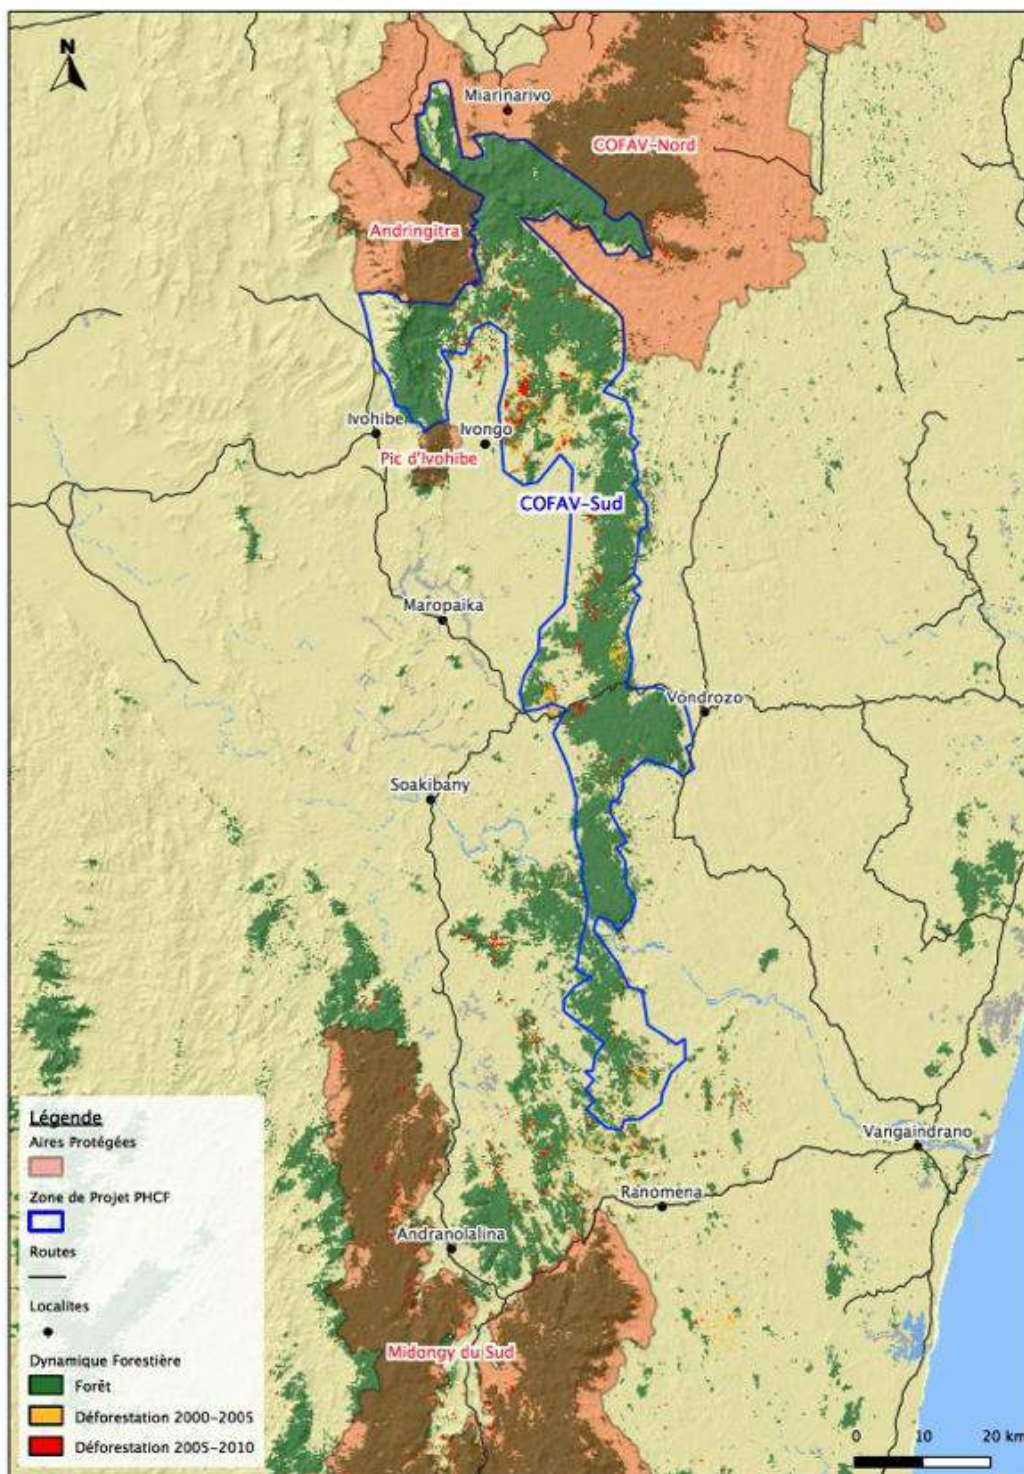 N
Miarinarivo
COFAV-Nord
Andringitra
Ivohibe
Ivongo
Pic d'Ivohibe
COFAV-Sud
Maropaika
Vondrozo
Soakibany
Légende
Aires Protégées
Zone de Projet PHCF
Routes
Localites
Dynamique Forestière
Forêt
Déforestation 2000-2005
Déforestation 2005-2010
Vangaindrano
Ranomena
Andranolalina
Midongy du Sud
0 10 20 km